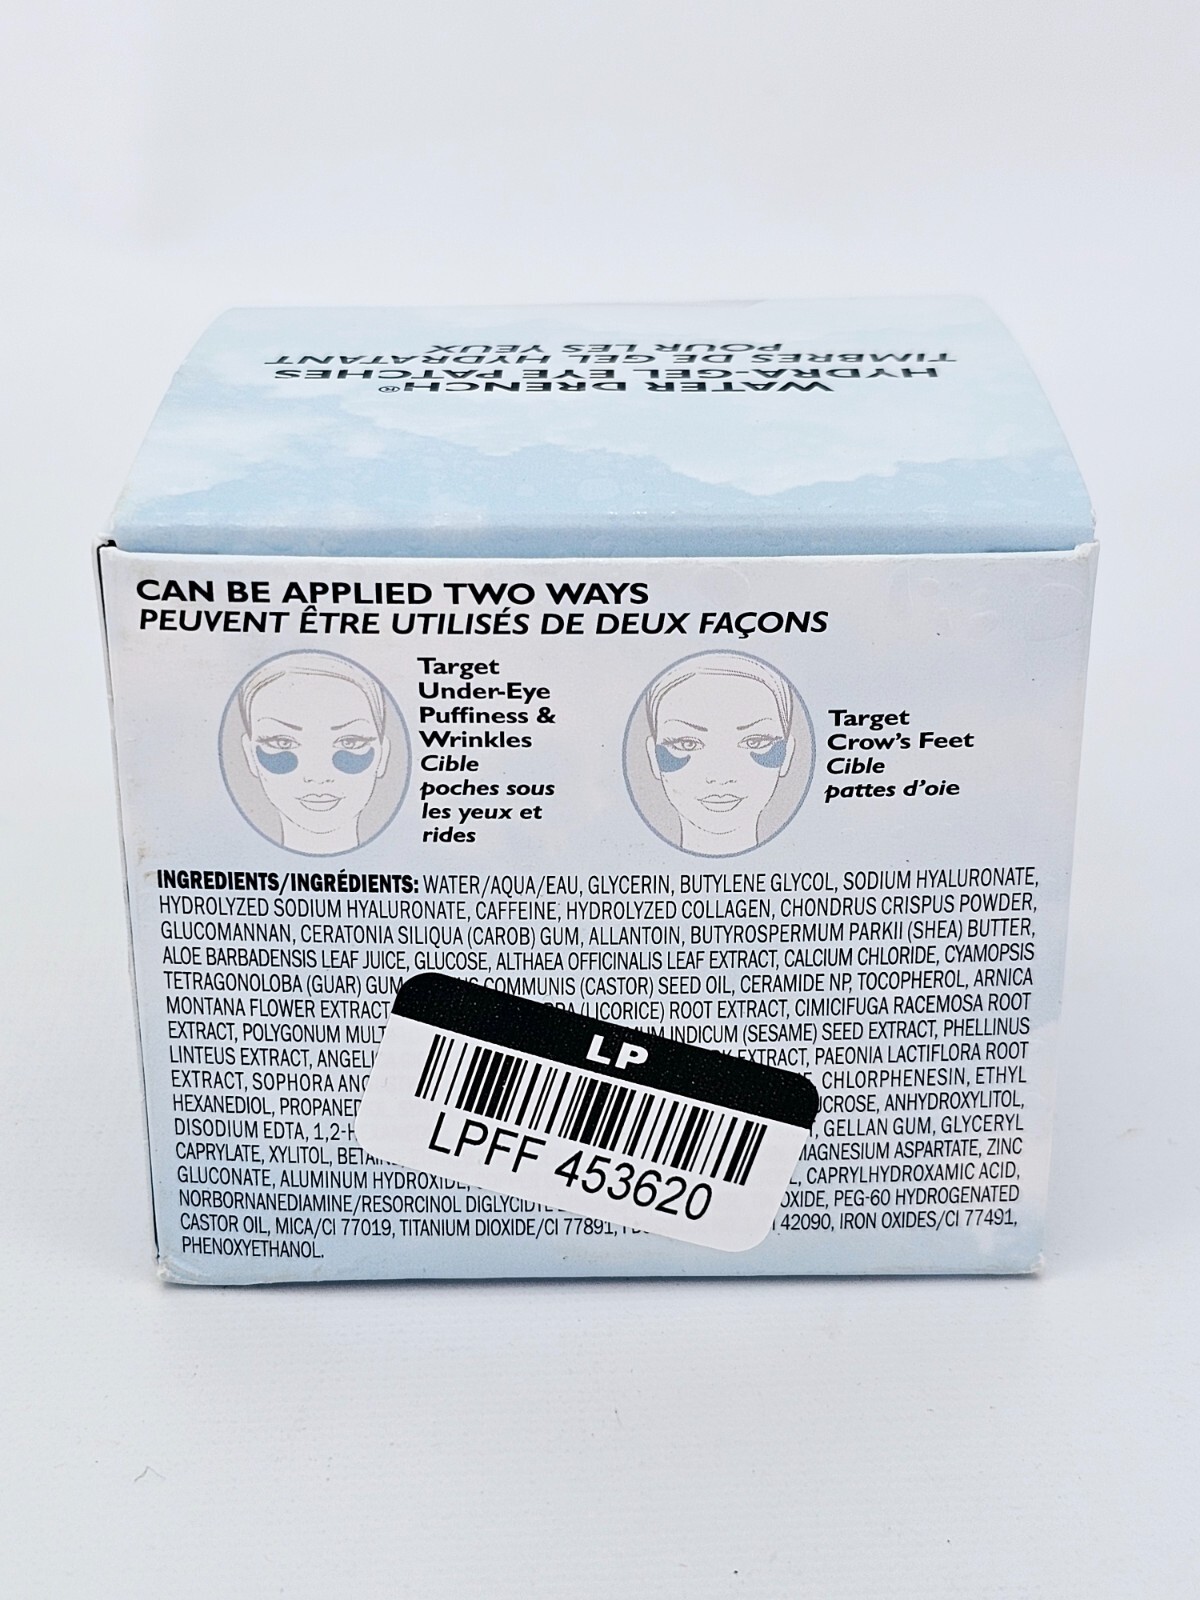 WATER DRENCH®
HYDRA-GEL EYE PATCHES
TIMBRES DE GEL HYDRATANT
POUR LES YEUX
CAN BE APPLIED TWO WAYS
PEUVENT ÊTRE UTILISÉS DE DEUX FAÇONS
Target
Under-Eye
Puffiness &
Wrinkles
Cible
poches sous
les yeux et
rides
Target
Crow's Feet
Cible
pattes d'oie
INGREDIENTS/INGRÉDIENTS: WATER/AQUA/EAU, GLYCERIN, BUTYLENE GLYCOL, SODIUM HYALURONATE,
HYDROLYZED SODIUM HYALURONATE, CAFFEINE, HYDROLYZED COLLAGEN, CHONDRUS CRISPUS POWDER,
GLUCOMANNAN, CERATONIA SILIQUA (CAROB) GUM, ALLANTOIN, BUTYROSPERMUM PARKII (SHEA) BUTTER,
ALOE BARBADENSIS LEAF JUICE, GLUCOSE, ALTHAEA OFFICINALIS LEAF EXTRACT, CALCIUM CHLORIDE, CYAMOPSIS
TETRAGONOLOBA (GUAR) GUM COMMUNIS (CASTOR) SEED OIL, CERAMIDE NP, TOCOPHEROL, ARNICA
MONTANA FLOWER EXTRACT (LICORICE) ROOT EXTRACT, CIMICIFUGA RACEMOSA ROOT
EXTRACT, POLYGONUM INDICUM (SESAME) SEED EXTRACT, PHELLINUS
LINTEUS EXTRACT, EXTRACT, PAEONIA LACTIFLORA ROOT
EXTRACT, SOPHORA CHLORPHENESIN, ETHYL
HEXANEDIOL, ANHYDROXYLITOL,
DISODIUM EDTA, GELLAN GUM, GLYCERYL
CAPRYLATE, XYLITOL, MAGNESIUM ASPARTATE, ZINC
GLUCONATE, ALUMINUM HYDROXIDE, CAPRYLHYDROXAMIC ACID,
NORBORNANEDIAMINE/RESORCINOL PEG-60 HYDROGENATED
CASTOR OIL, MICA/CI 77019, TITANIUM DIOXIDE/CI 77891, 42090, IRON OXIDES/CI 77491,
PHENOXYETHANOL.
LP
LPFF 453620